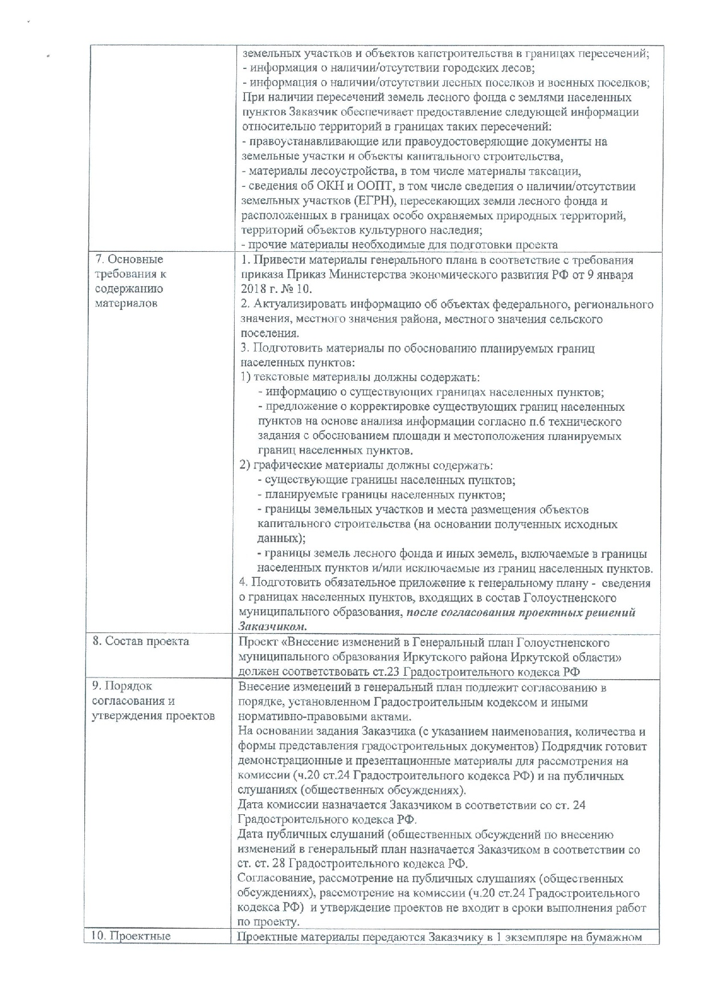 земельных участков и объектов капстроительства в границах пересечений;
- информация о наличии/отсутствии городских лесов;
- информация о наличии/отсутствии лесных поселков и военных поселков;
При наличии пересечений земель лесного фонда с землями населенных
пунктов Заказчик обеспечивает предоставление следующей информации
относительно территорий в границах таких пересечений:
- правоустанавливающие или правоудостоверяющие документы на
земельные участки и объекты капитального строительства,
- материалы лесоустройства, в том числе материалы таксации,
- сведения об ОКН и ООПТ, в том числе сведения о наличии/отсутствии
земельных участков (ЕГРН), пересекающих земли лесного фонда и
расположенных в границах особо охраняемых природных территорий,
территорий объектов культурного наследия;
- прочие материалы необходимые для подготовки проекта
7. Основные
требования к
содержанию
материалов
1. Привести материалы генерального плана в соответствие с требования
приказа Приказ Министерства экономического развития РФ от 9 января
2018 г. № 10.
2. Актуализировать информацию об объектах федерального, регионального
значения, местного значения района, местного значения сельского
поселения.
3. Подготовить материалы по обоснованию планируемых границ
населенных пунктов:
1) текстовые материалы должны содержать:
- информацию о существующих границах населенных пунктов;
- предложение о корректировке существующих границ населенных
пунктов на основе анализа информации согласно п.6 технического
задания с обоснованием площади и местоположения планируемых
границ населенных пунктов.
2) графические материалы должны содержать:
- существующие границы населенных пунктов;
- планируемые границы населенных пунктов;
- границы земельных участков и места размещения объектов
капитального строительства (на основании полученных исходных
данных);
- границы земель лесного фонда и иных земель, включаемые в границы
населенных пунктов и/или исключаемые из границ населенных пунктов.
4. Подготовить обязательное приложение к генеральному плану - сведения
о границах населенных пунктов, входящих в состав Голоустненского
муниципального образования, после согласования проектных решений
Заказчиком.
8. Состав проекта
Проект «Внесение изменений в Генеральный план Голоустненского
муниципального образования Иркутского района Иркутской области»
должен соответствовать ст.23 Градостроительного кодекса РФ
9. Порядок
согласования и
утверждения проектов
Внесение изменений в генеральный план подлежит согласованию в
порядке, установленном Градостроительным кодексом и иными
нормативно-правовыми актами.
На основании задания Заказчика (с указанием наименования, количества и
формы представления градостроительных документов) Подрядчик готовит
демонстрационные и презентационные материалы для рассмотрения на
комиссии (ч.20 ст.24 Градостроительного кодекса РФ) и на публичных
слушаниях (общественных обсуждениях).
Дата комиссии назначается Заказчиком в соответствии со ст. 24
Градостроительного кодекса РФ.
Дата публичных слушаний (общественных обсуждений по внесению
изменений в генеральный план назначается Заказчиком в соответствии со
ст. ст. 28 Градостроительного кодекса РФ.
Согласование, рассмотрение на публичных слушаниях (общественных
обсуждениях), рассмотрение на комиссии (ч.20 ст.24 Градостроительного
кодекса РФ) и утверждение проектов не входит в сроки выполнения работ
по проекту.
10. Проектные
Проектные материалы передаются Заказчику в 1 экземпляре на бумажном